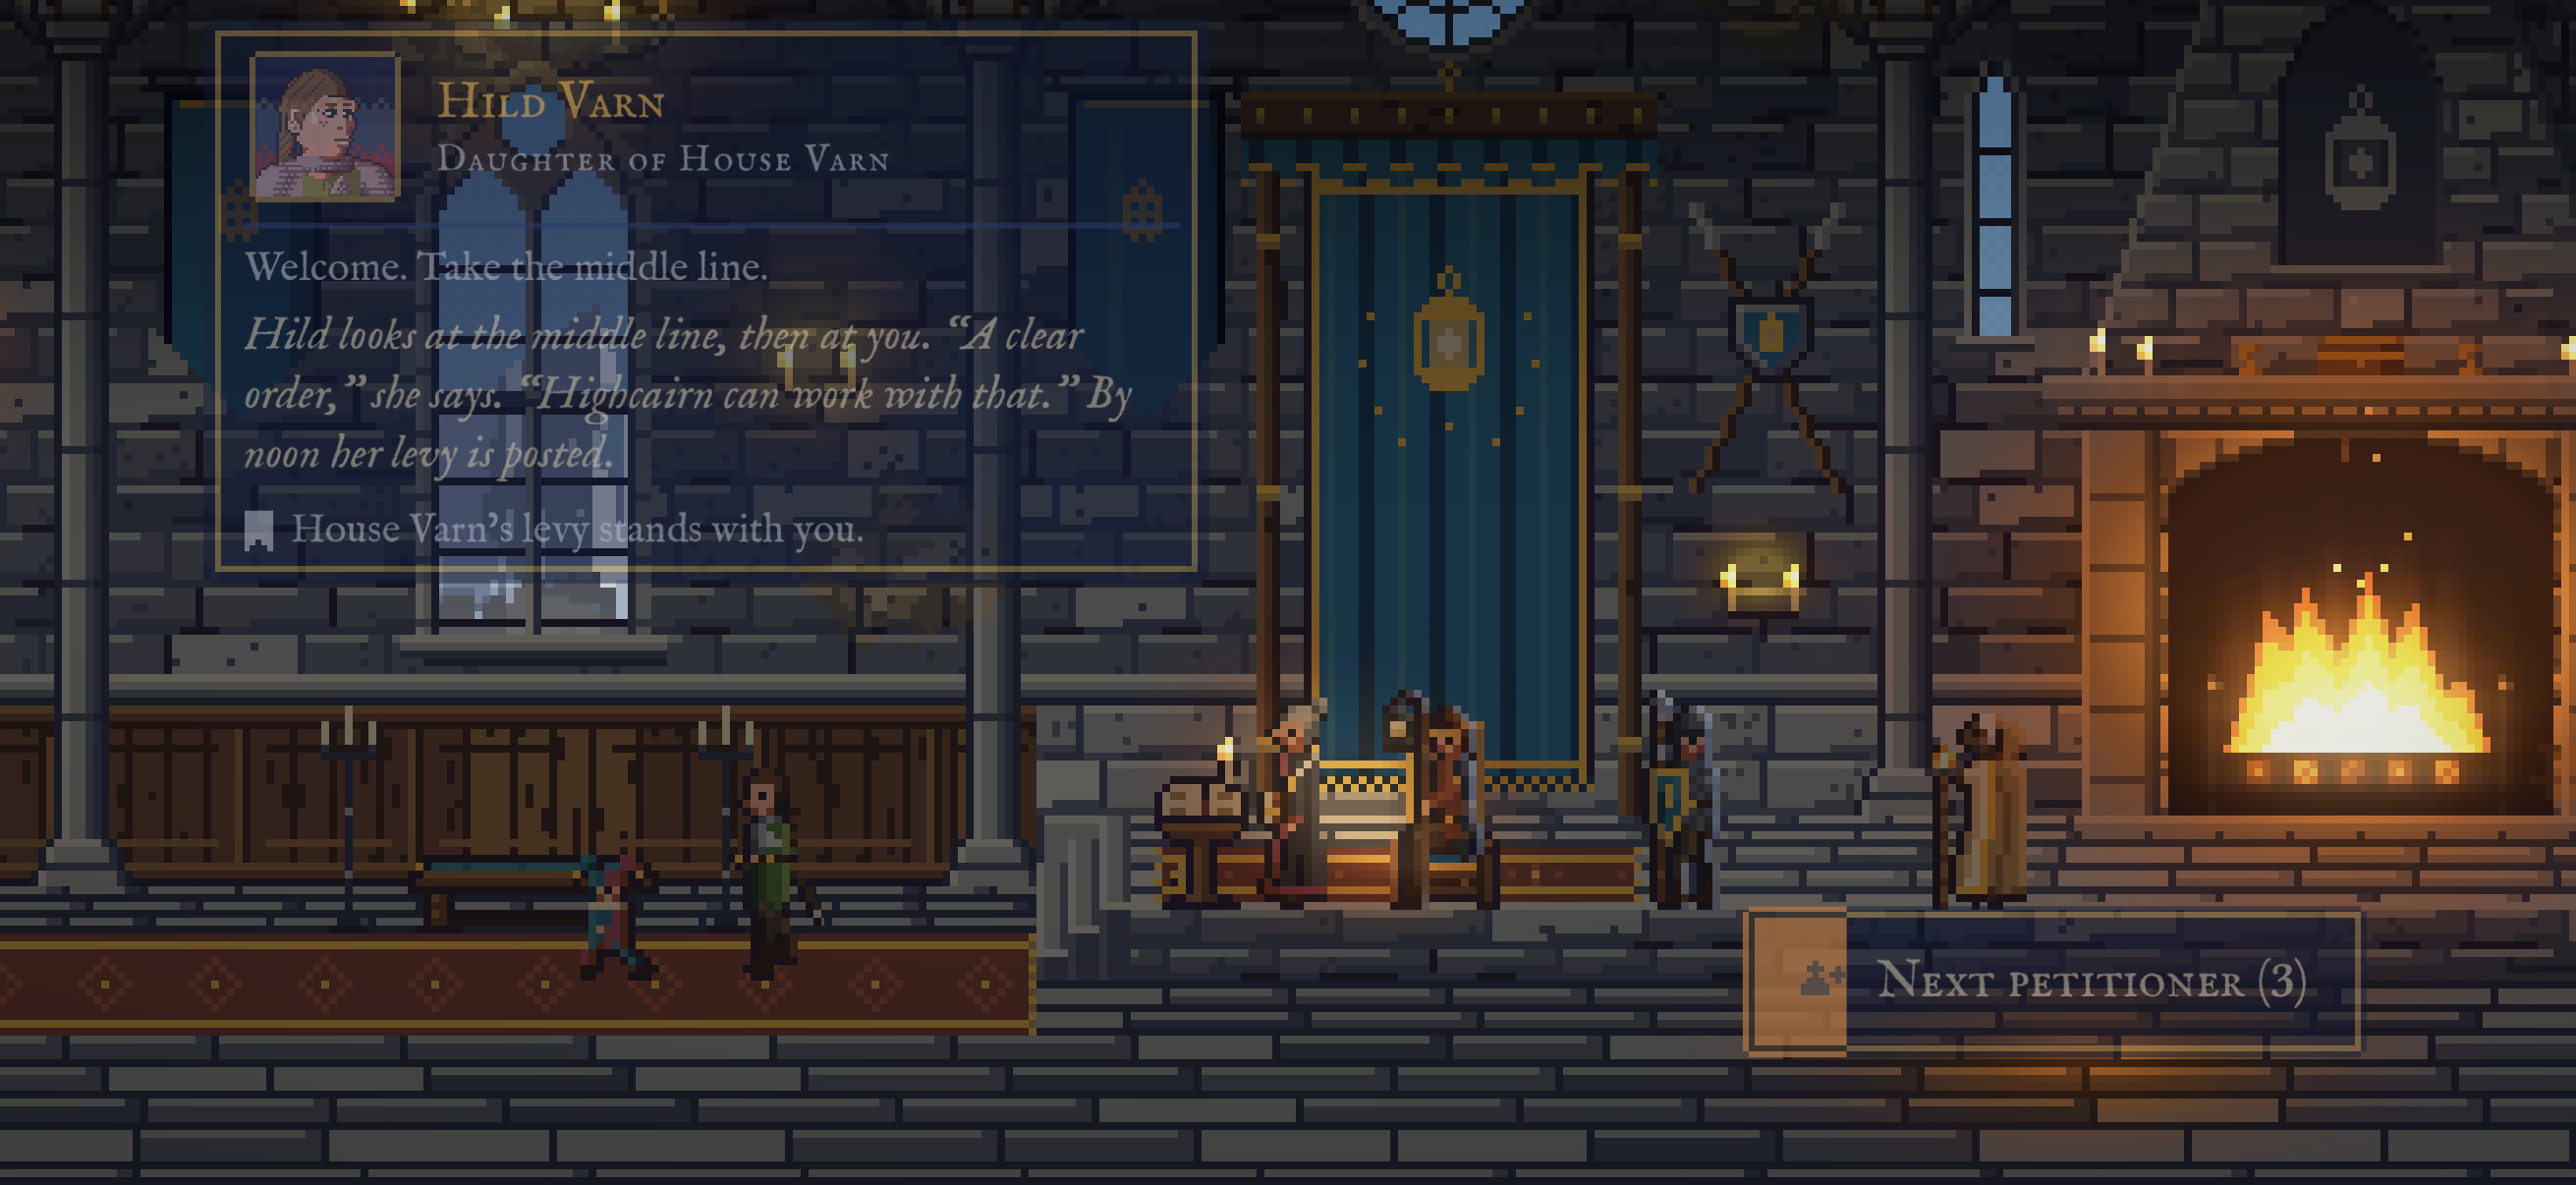 Hild Varn
Daughter of House Varn
Welcome. Take the middle line.
Hild looks at the middle line, then at you. “A clear
order,” she says. “Highcairn can work with that.” By
noon her levy is posted.
House Varn’s levy stands with you.
Next petitioner (3)